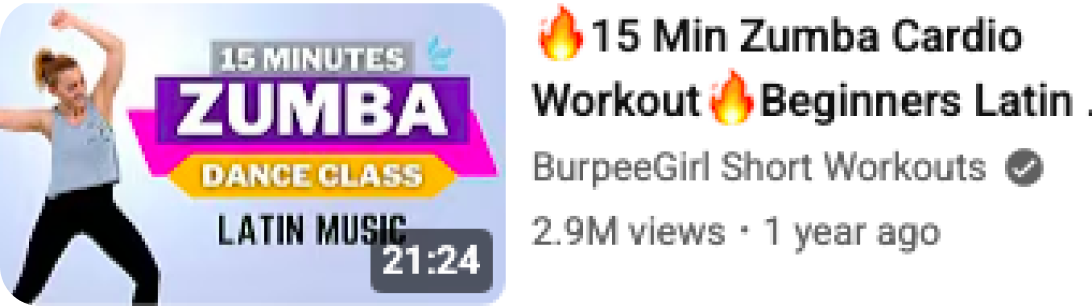 15 MINUTES
ZUMBA
DANCE CLASS
LATIN MUSIC
21:24
🔥15 Min Zumba Cardio
Workout🔥Beginners Latin .
BurpeeGirl Short Workouts
2.9M views · 1 year ago